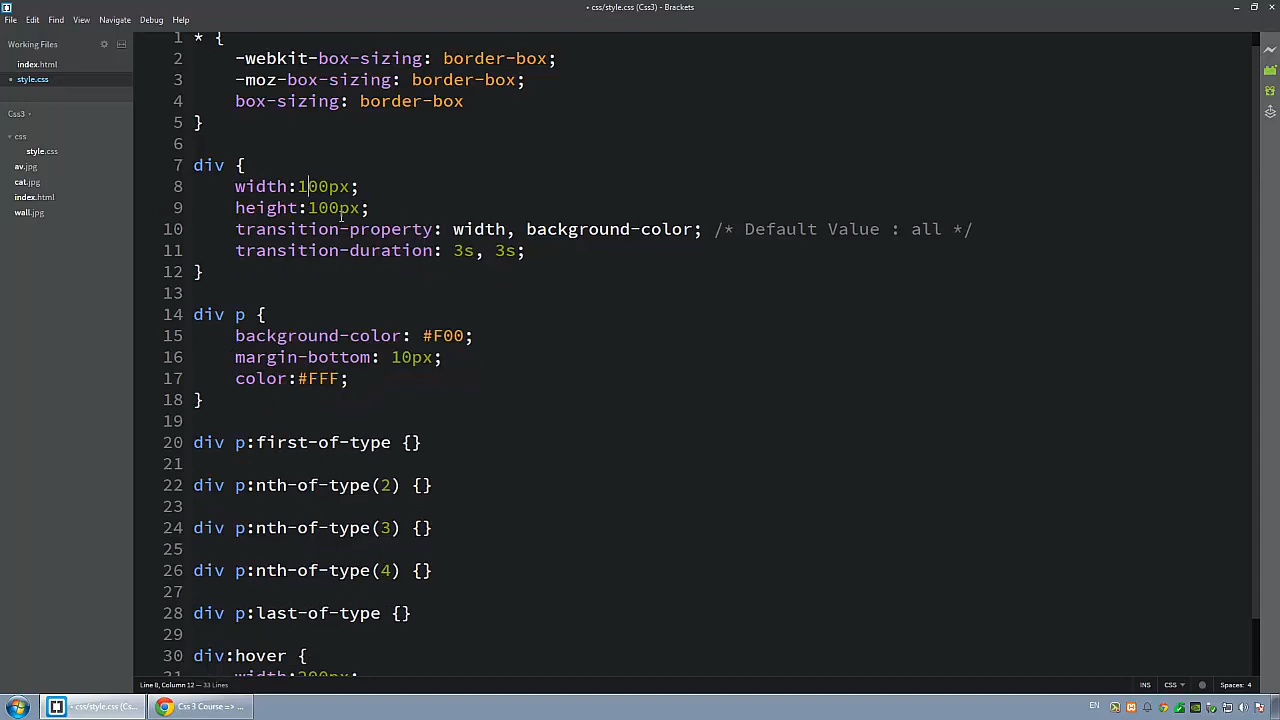 • css/style.css (Css3) - Brackets
File Edit Find View Navigate Debug Help
Working Files
index.html
• style.css
Css3
css
style.css
av.jpg
cat.jpg
index.html
wall.jpg
1 * {
2 -webkit-box-sizing: border-box;
3 -moz-box-sizing: border-box;
4 box-sizing: border-box
5 }
6
7 div {
8 width:100px;
9 height:100px;
10 transition-property: width, background-color; /* Default Value : all */
11 transition-duration: 3s, 3s;
12 }
13
14 div p {
15 background-color: #F00;
16 margin-bottom: 10px;
17 color:#FFF;
18 }
19
20 div p:first-of-type {}
21
22 div p:nth-of-type(2) {}
23
24 div p:nth-of-type(3) {}
25
26 div p:nth-of-type(4) {}
27
28 div p:last-of-type {}
29
30 div:hover {
31 width:200px;
Line 8, Column 12 — 33 Lines
INS CSS Spaces: 4
• css/style.css (Cs...
Css 3 Course => ...
EN